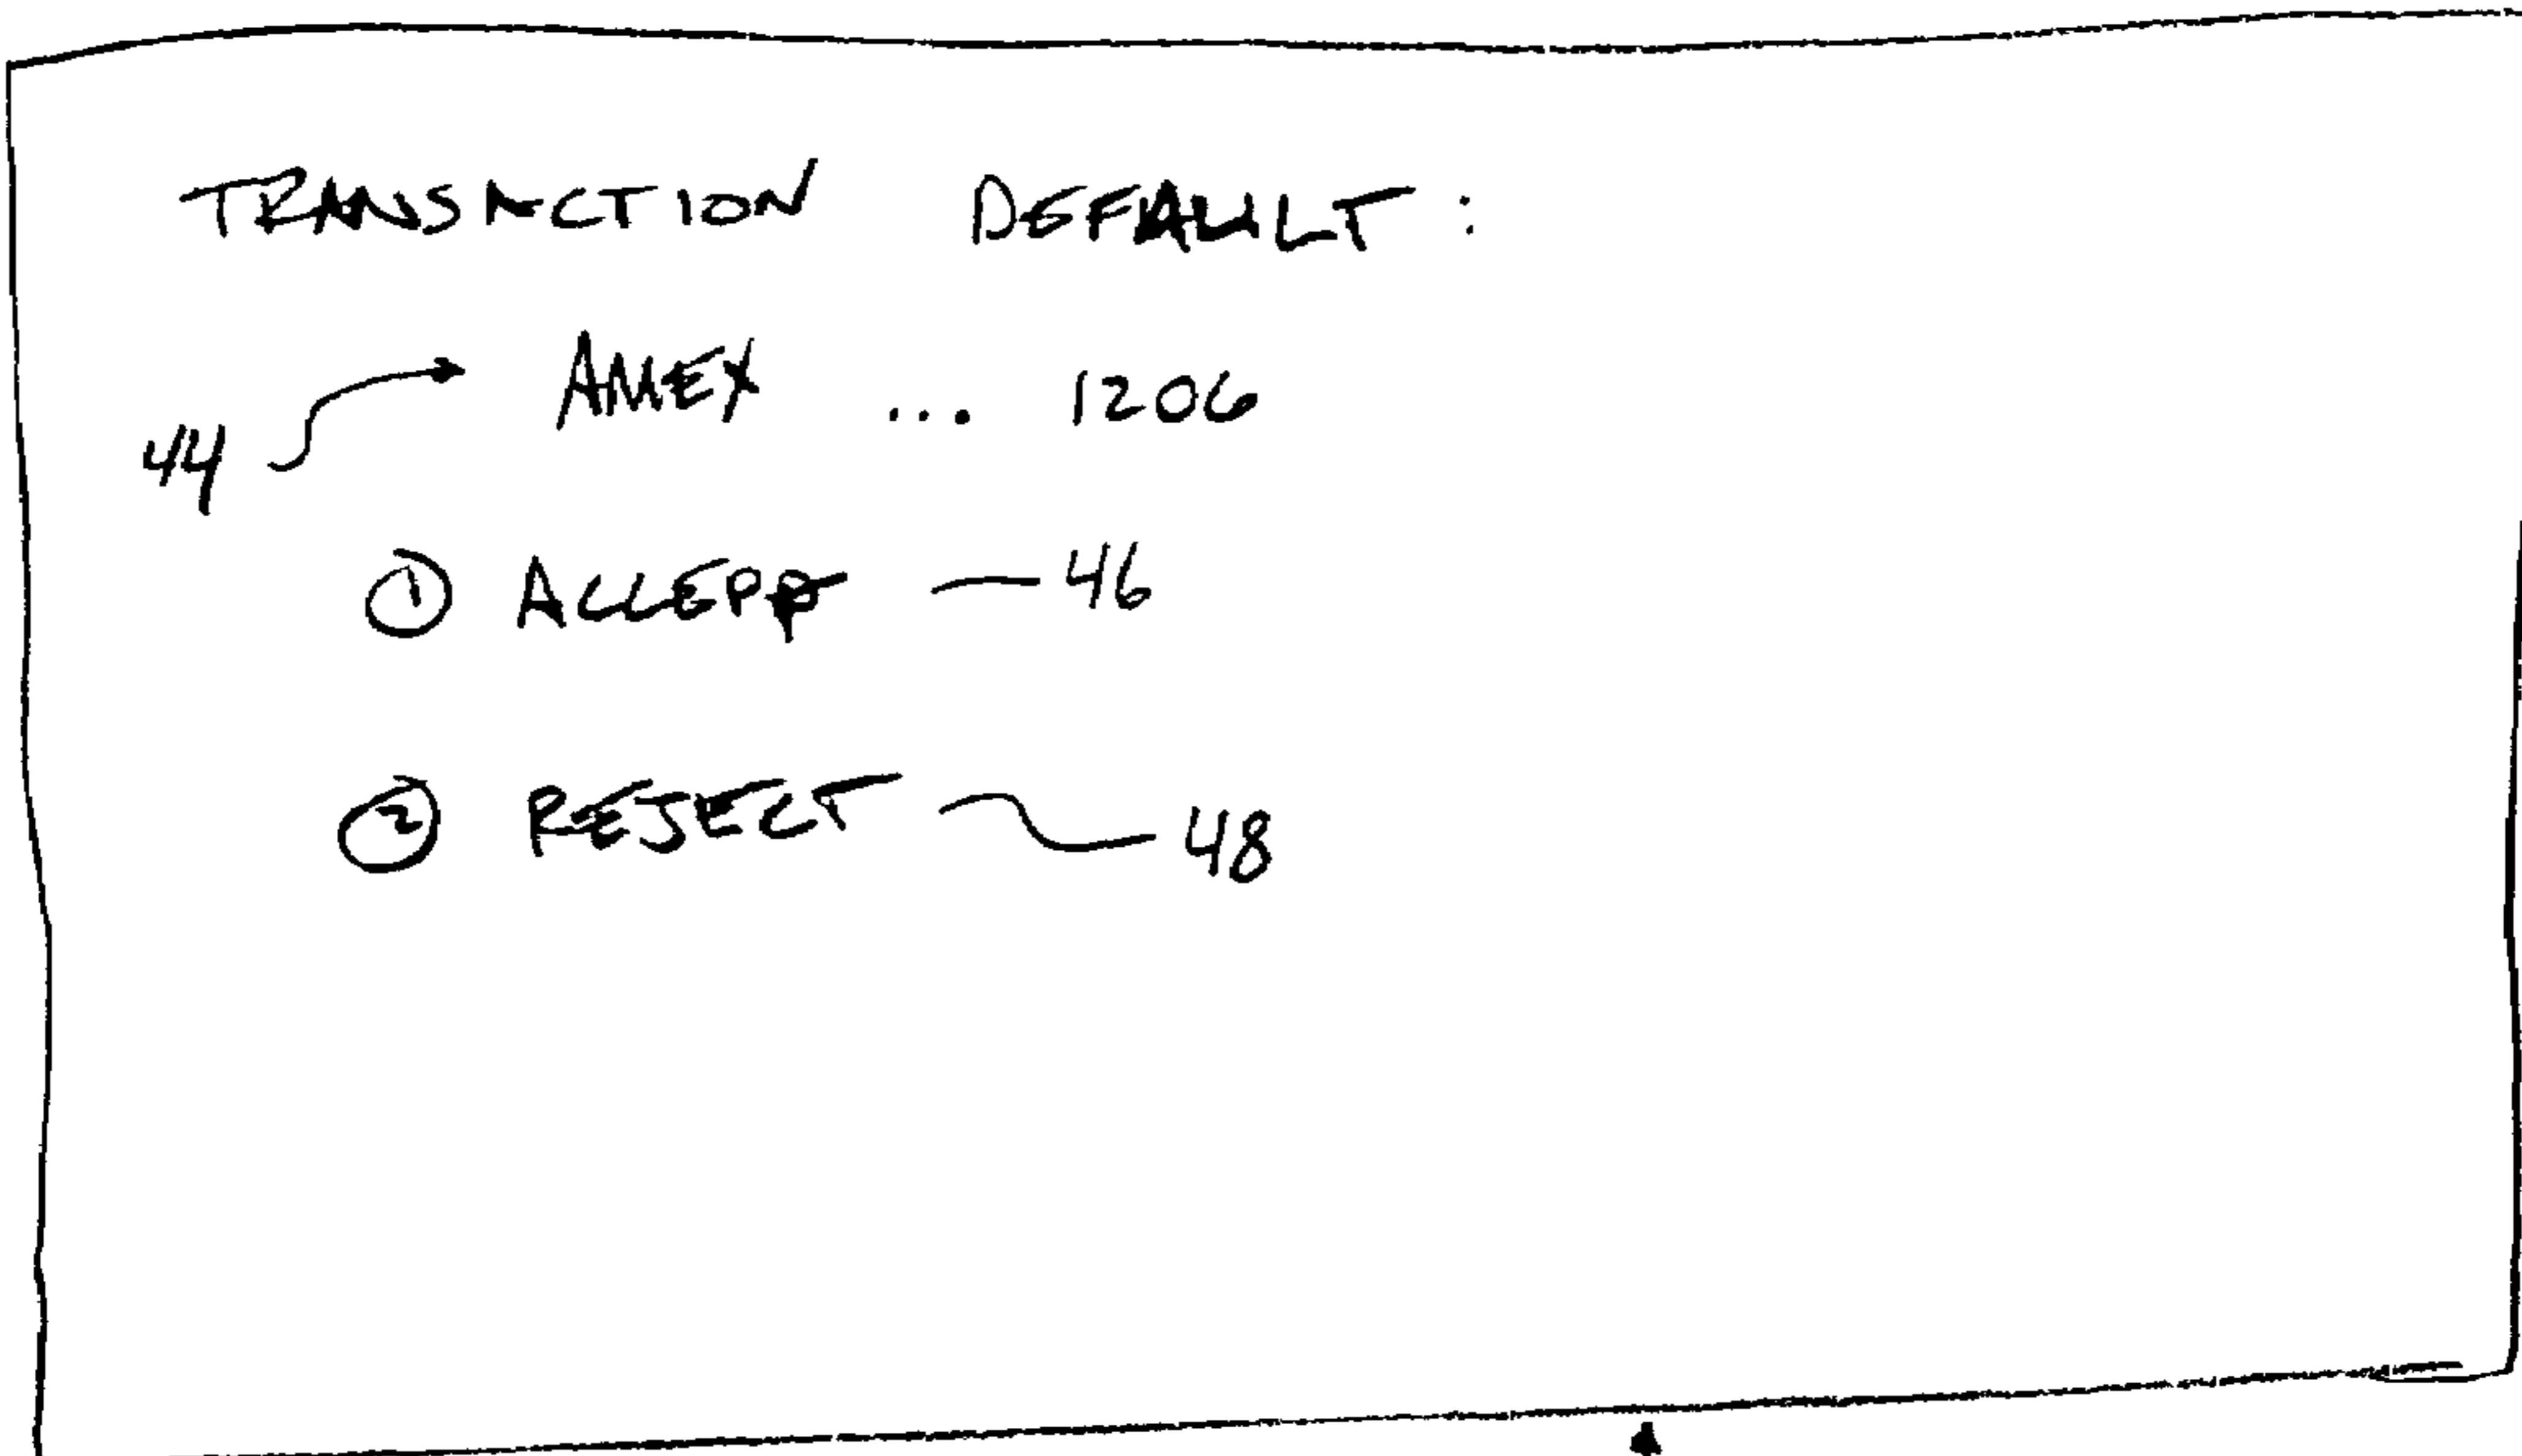 TRANSACTION DEFAULT:
44 AMEX ... 1206
① ACCEPT — 46
② REJECT 48